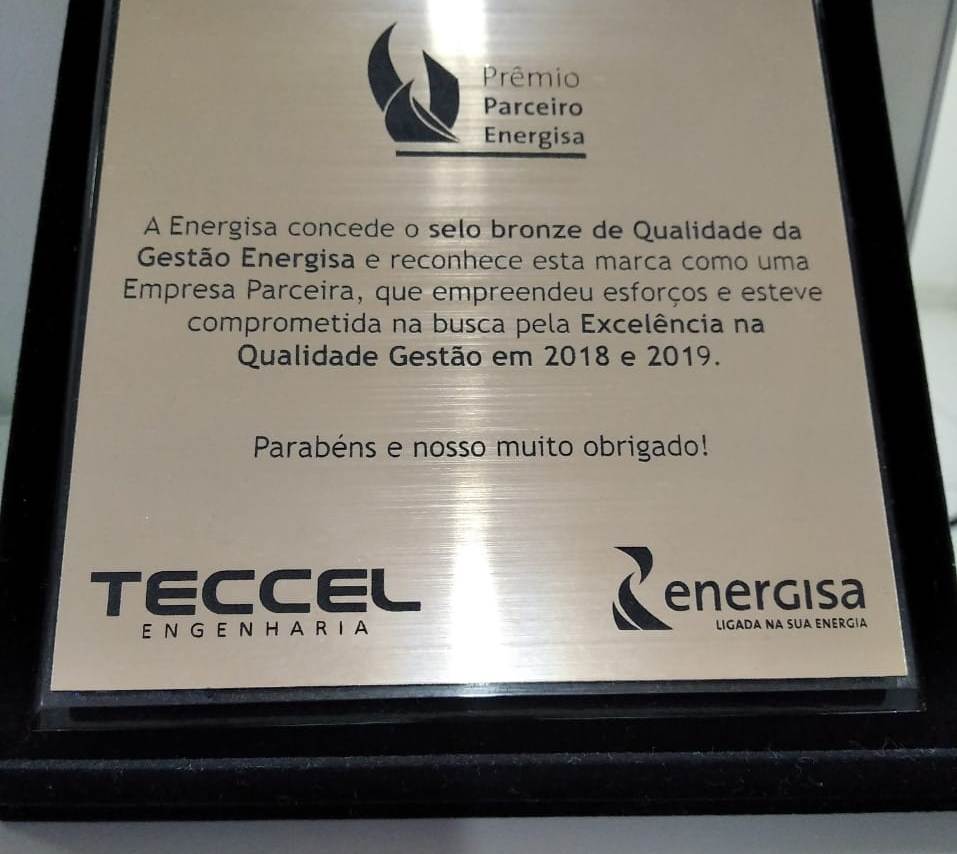 Prêmio
Parceiro
Energisa
A Energisa concede o selo bronze de Qualidade da
Gestão Energisa e reconhece esta marca como uma
Empresa Parceira, que empreendeu esforços e esteve
comprometida na busca pela Excelência na
Qualidade Gestão em 2018 e 2019.
Parabéns e nosso muito obrigado!
TECCEL
ENGENHARIA
energisa
LIGADA NA SUA ENERGIA